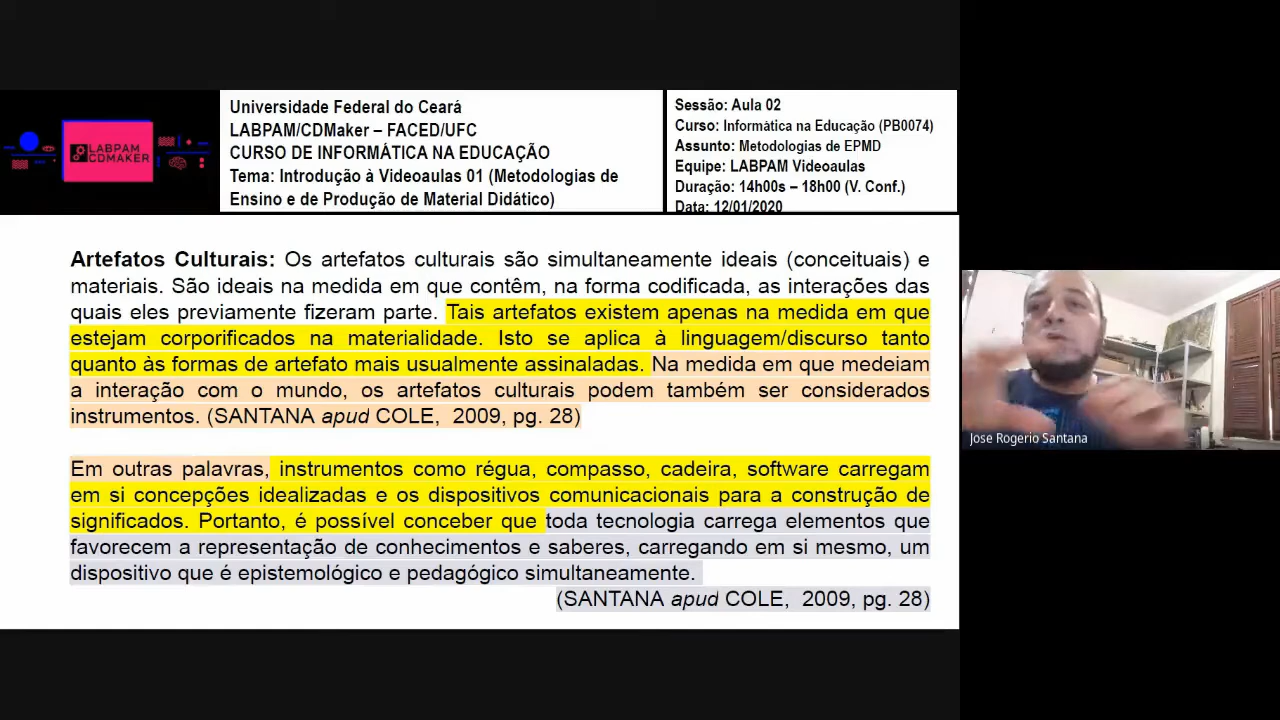 LABPAM
CDMAKER
Universidade Federal do Ceará
LABPAM/CDMaker – FACED/UFC
CURSO DE INFORMÁTICA NA EDUCAÇÃO
Tema: Introdução à Videoaulas 01 (Metodologias de
Ensino e de Produção de Material Didático)
Sessão: Aula 02
Curso: Informática na Educação (PB0074)
Assunto: Metodologias de EPMD
Equipe: LABPAM Videoaulas
Duração: 14h00s – 18h00 (V. Conf.)
Data: 12/01/2020
Artefatos Culturais: Os artefatos culturais são simultaneamente ideais (conceituais) e
materiais. São ideais na medida em que contêm, na forma codificada, as interações das
quais eles previamente fizeram parte. Tais artefatos existem apenas na medida em que
estejam corporificados na materialidade. Isto se aplica à linguagem/discurso tanto
quanto às formas de artefato mais usualmente assinaladas. Na medida em que medeiam
a interação com o mundo, os artefatos culturais podem também ser considerados
instrumentos. (SANTANA apud COLE, 2009, pg. 28)
Em outras palavras, instrumentos como régua, compasso, cadeira, software carregam
em si concepções idealizadas e os dispositivos comunicacionais para a construção de
significados. Portanto, é possível conceber que toda tecnologia carrega elementos que
favorecem a representação de conhecimentos e saberes, carregando em si mesmo, um
dispositivo que é epistemológico e pedagógico simultaneamente.
(SANTANA apud COLE, 2009, pg. 28)
Jose Rogerio Santana